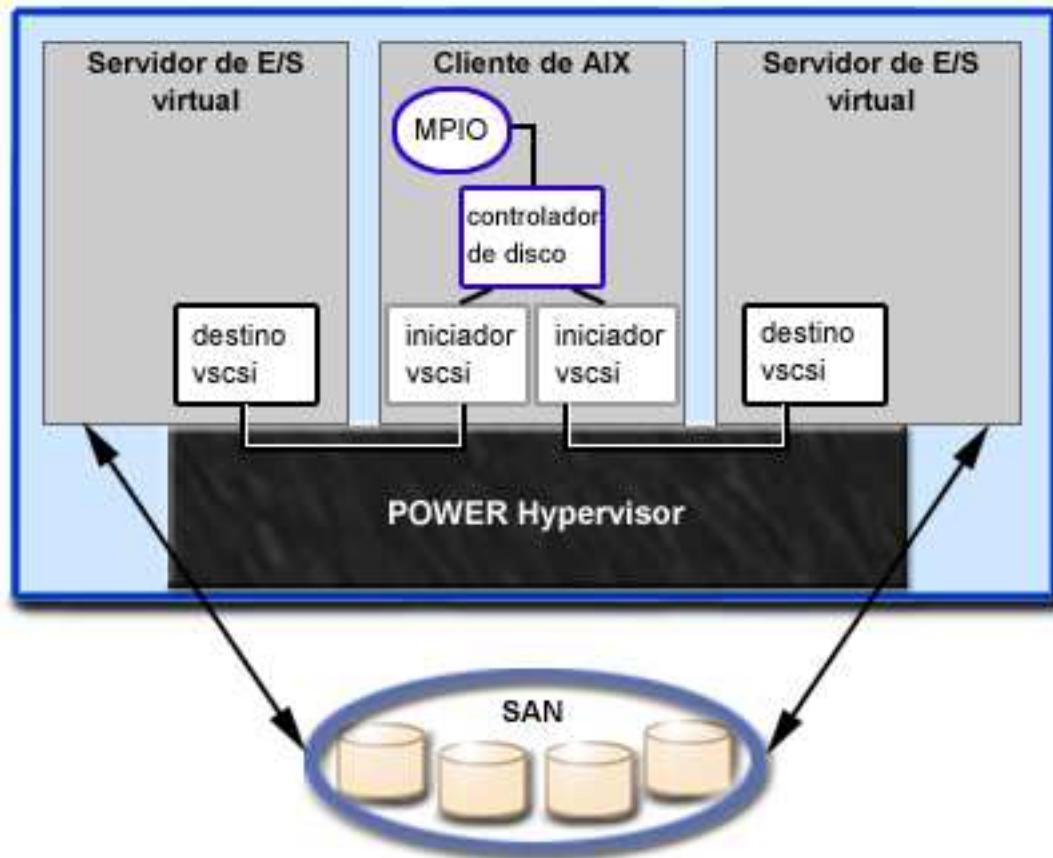 Servidor de E/S
virtual
Cliente de AIX
Servidor de E/S
virtual
MPIO
controlador
de disco
destino
vscsi
iniciador
vscsi
iniciador
vscsi
destino
vscsi
POWER Hypervisor
SAN